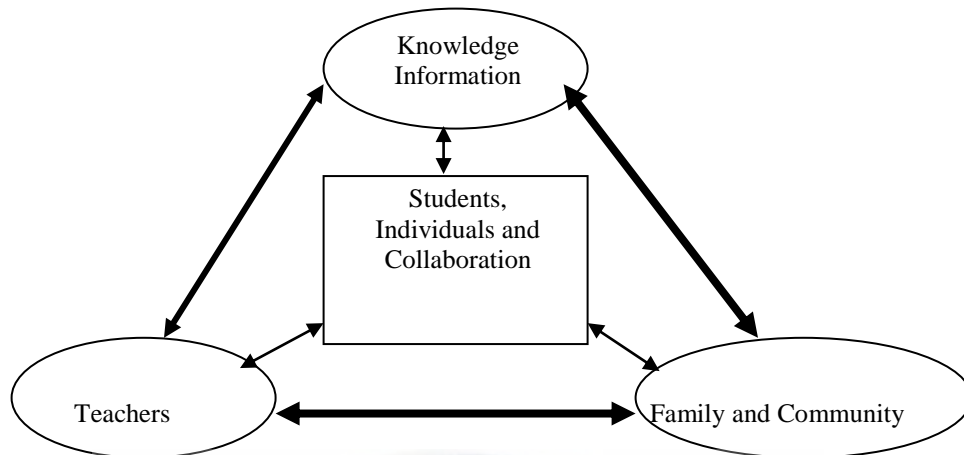 Knowledge
Information
Students,
Individuals and
Collaboration
Teachers
Family and Community